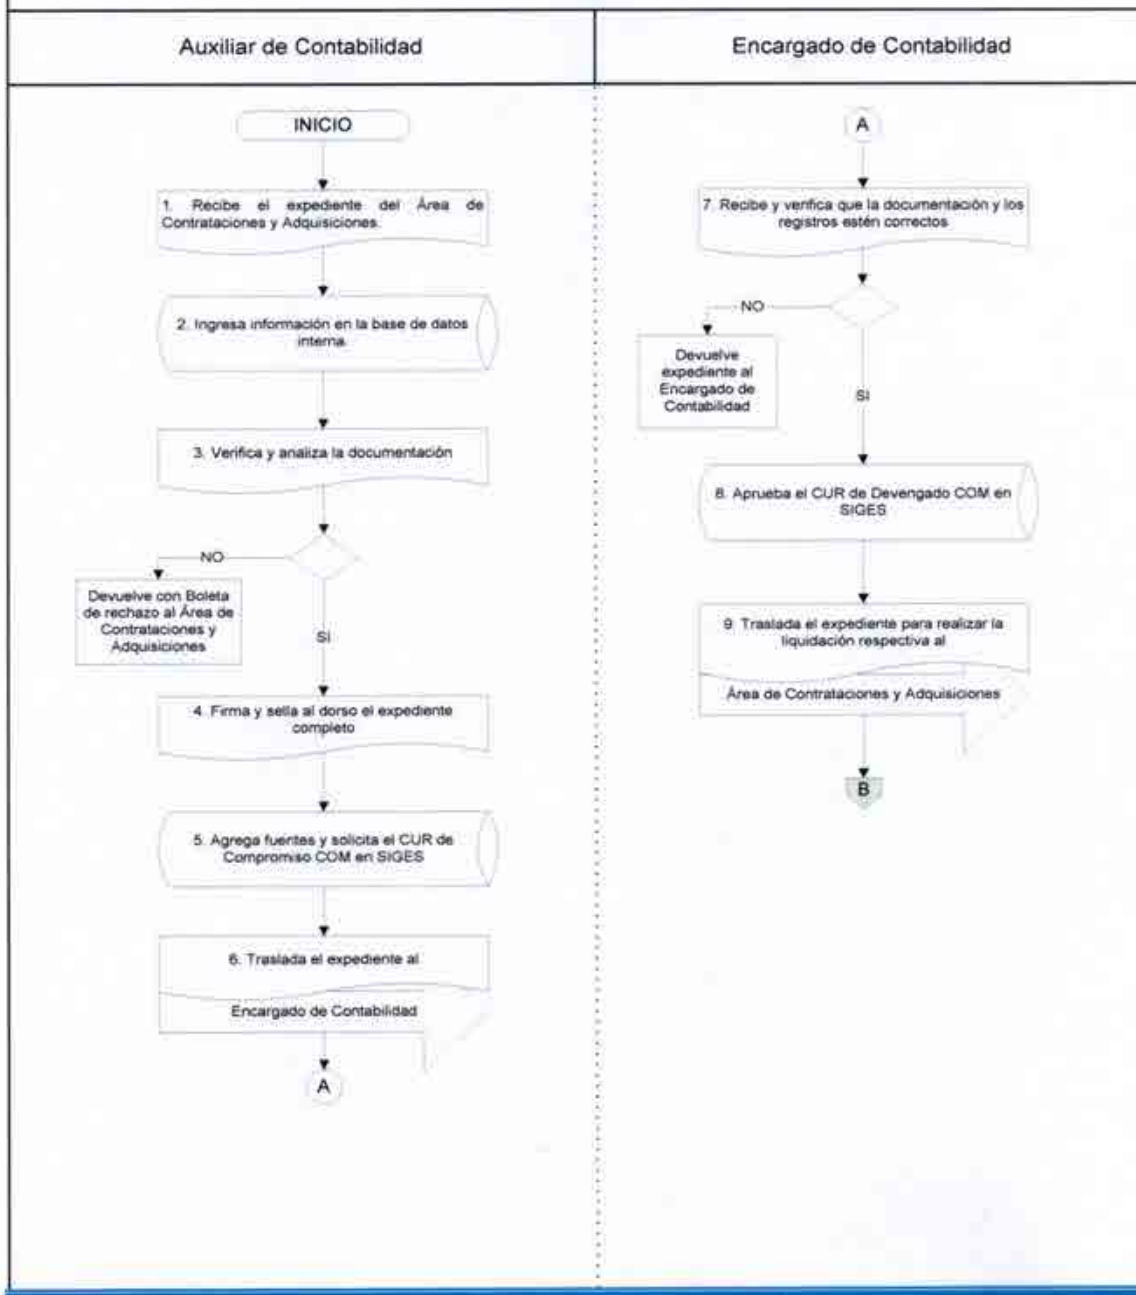 Auxiliar de Contabilidad
Encargado de Contabilidad
INICIO
1. Recibe el expediente del Área de
Contrataciones y Adquisiciones.
2. Ingresa información en la base de datos
interna.
3. Verifica y analiza la documentación
NO
Devuelve con Boleta
de rechazo al Área de
Contrataciones y
Adquisiciones
SI
4. Firma y sella al dorso el expediente
completo
5. Agrega fuentes y solicita el CUR de
Compromiso COM en SIGES
6. Traslada el expediente al
Encargado de Contabilidad
A
A
7. Recibe y verifica que la documentación y los
registros estén correctos
NO
Devuelve
expediente al
Encargado de
Contabilidad
SI
8. Aprueba el CUR de Devengado COM en
SIGES
9. Traslada el expediente para realizar la
liquidación respectiva al
Área de Contrataciones y Adquisiciones
B